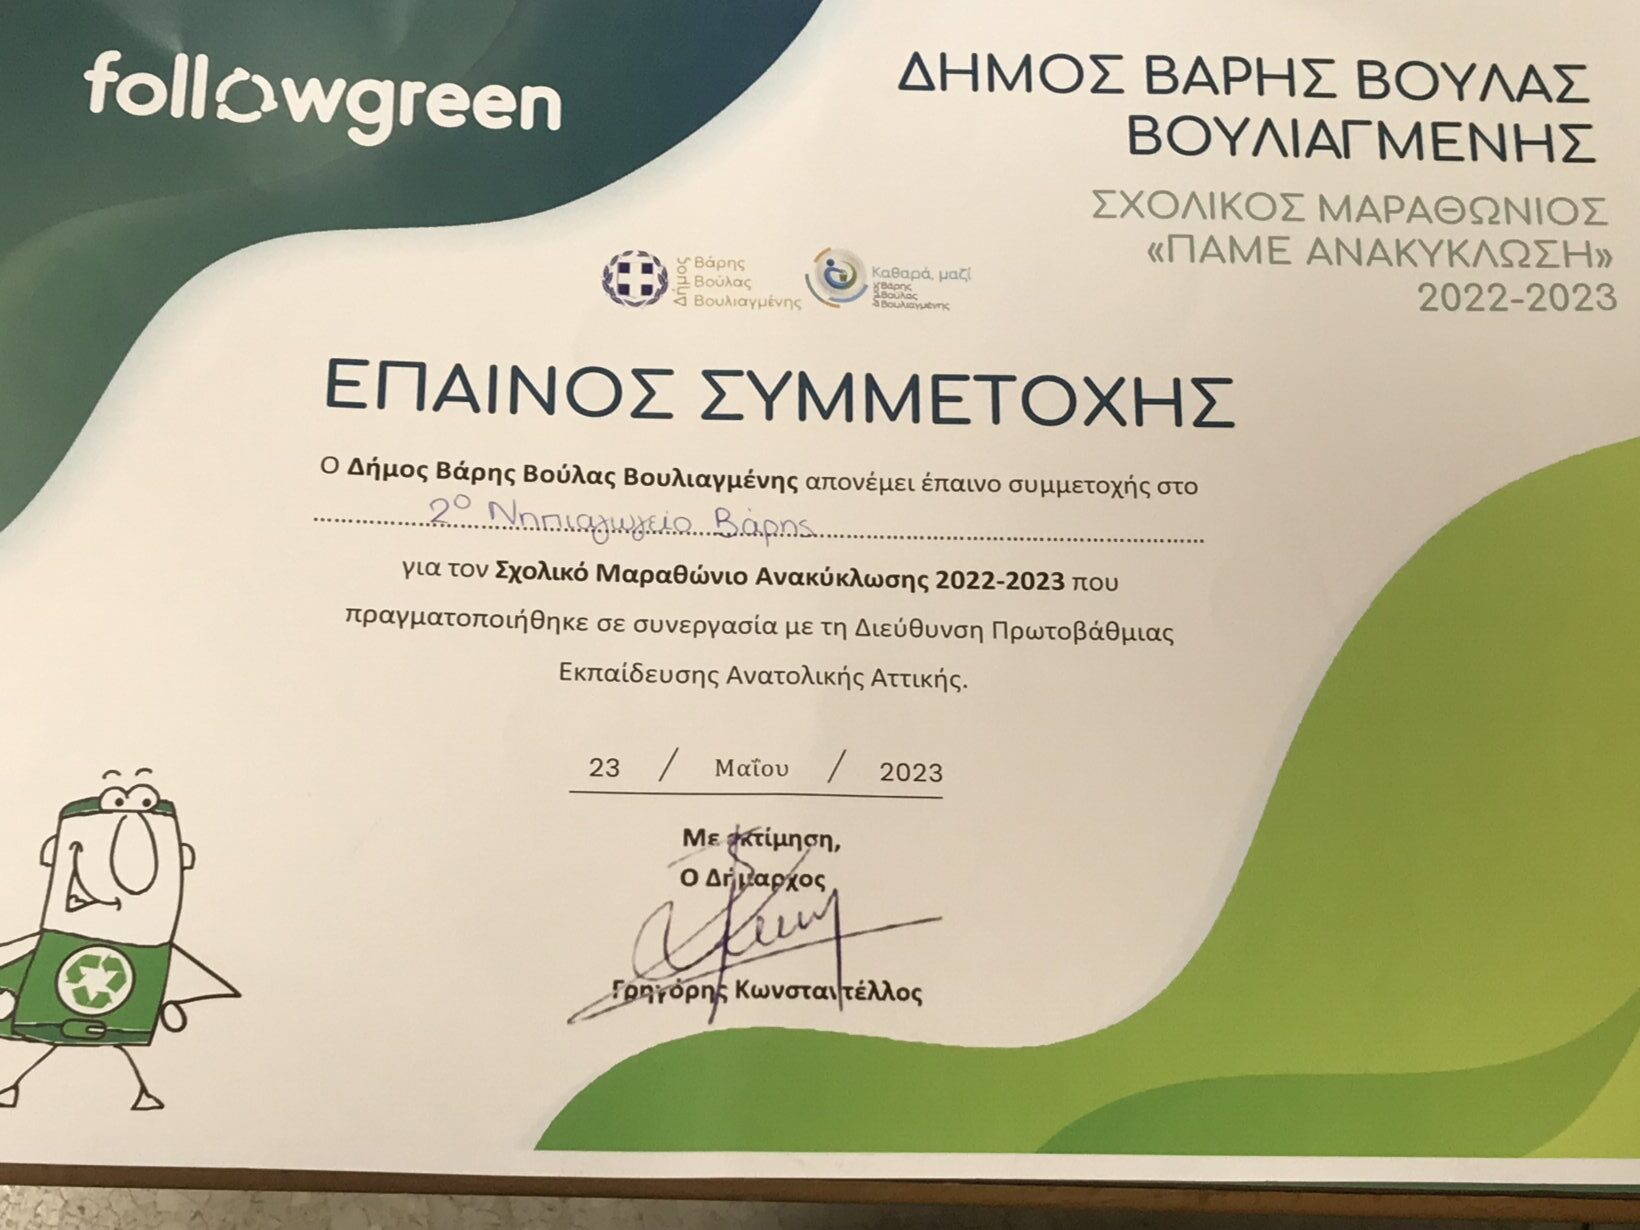 followgreen
ΔΗΜΟΣ ΒΑΡΗΣ ΒΟΥΛΑΣ
ΒΟΥΛΙΑΓΜΕΝΗΣ
ΣΧΟΛΙΚΟΣ ΜΑΡΑΘΩΝΙΟΣ
«ΠΑΜΕ ΑΝΑΚΥΚΛΩΣΗ»
2022-2023
Δήμος
Βάρης
Βούλας
Βουλιαγμένης
Καθαρά, μαζί
Βάρης
Βούλας
Βουλιαγμένης
ΕΠΑΙΝΟΣ ΣΥΜΜΕΤΟΧΗΣ
Ο Δήμος Βάρης Βούλας Βουλιαγμένης απονέμει έπαινο συμμετοχής στο
2ο Νηπιαγωγείο Βάρης
για τον Σχολικό Μαραθώνιο Ανακύκλωσης 2022-2023 που
πραγματοποιήθηκε σε συνεργασία με τη Διεύθυνση Πρωτοβάθμιας
Εκπαίδευσης Ανατολικής Αττικής.
23 / Μαΐου / 2023
Με εκτίμηση,
Ο Δήμαρχος
Γρηγόρης Κωνσταντέλλος